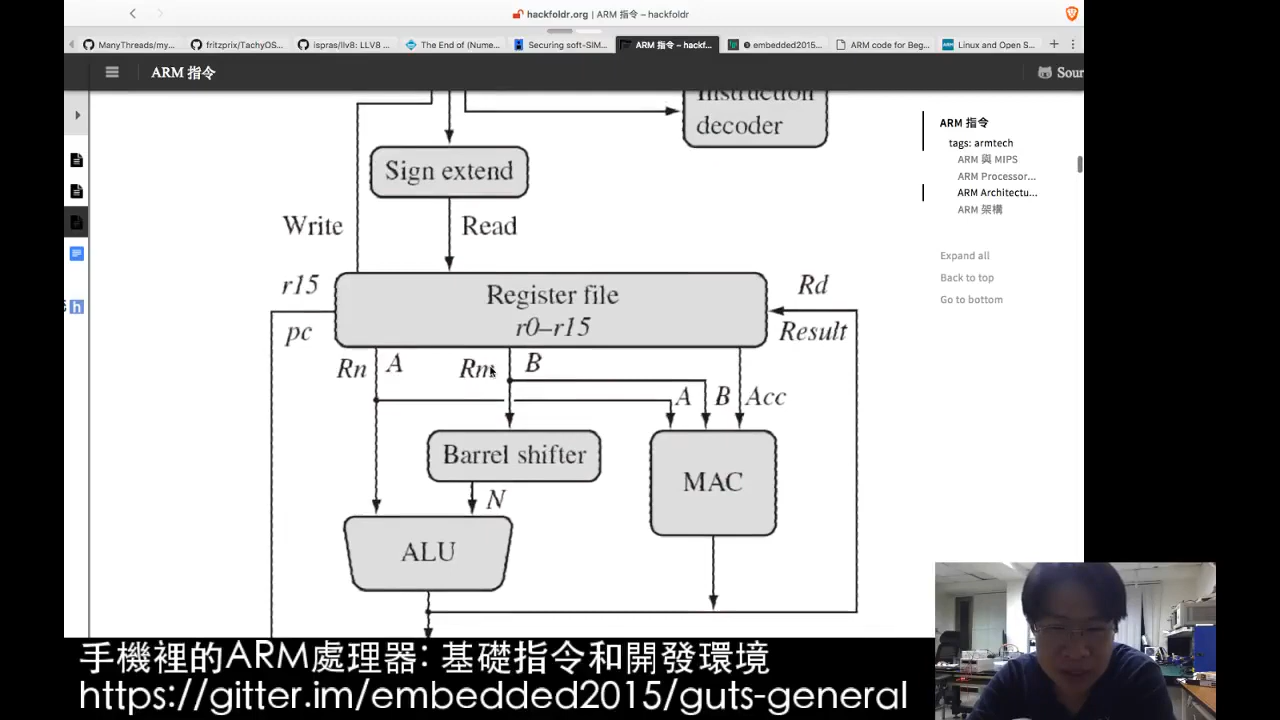 hackfoldr.org | ARM 指令 – hackfoldr
ManyThreads/my...
fritzprix/TachyOS...
ispras/llv8: LLV8 ...
The End of (Nume...
Securing soft-SIM...
ARM 指令 – hackf...
embedded2015...
ARM code for Beg...
Linux and Open S...
ARM 指令
Sour
Instruction
decoder
Sign extend
Write
Read
r15
Register file
Rd
pc
r0–r15
Result
Rn
A
Rm
B
A
B
Acc
Barrel shifter
MAC
N
ALU
ARM 指令
tags: armtech
ARM 與 MIPS
ARM Processor...
ARM Architectu...
ARM 架構
Expand all
Back to top
Go to bottom
手機裡的ARM處理器: 基礎指令和開發環境
https://gitter.im/embedded2015/guts-general